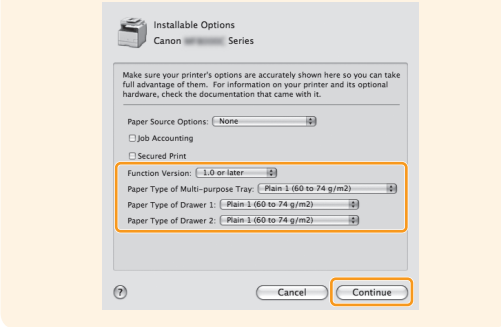 Installable Options
Canon Series
Make sure your printer's options are accurately shown here so you can take
full advantage of them. For information on your printer and its optional
hardware, check the documentation that came with it.
Paper Source Options: None
Job Accounting
Secured Print
Function Version: 1.0 or later
Paper Type of Multi-purpose Tray: Plain 1 (60 to 74 g/m2)
Paper Type of Drawer 1: Plain 1 (60 to 74 g/m2)
Paper Type of Drawer 2: Plain 1 (60 to 74 g/m2)
? Cancel Continue